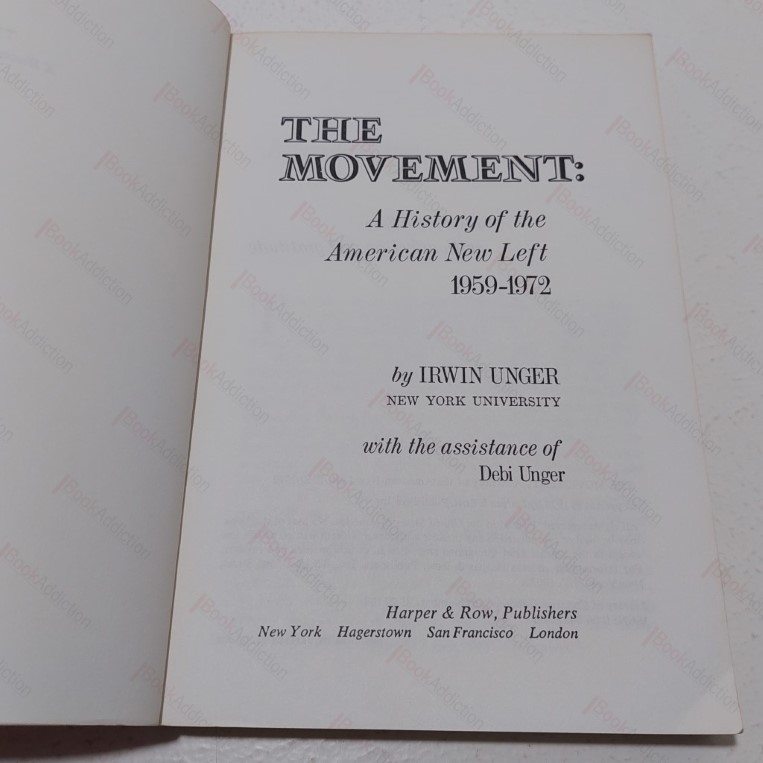 THE
MOVEMENT:
A History of the
American New Left
1959-1972
by IRWIN UNGER
NEW YORK UNIVERSITY
with the assistance of
Debi Unger
Harper & Row, Publishers
New York Hagerstown San Francisco London
BookAddiction